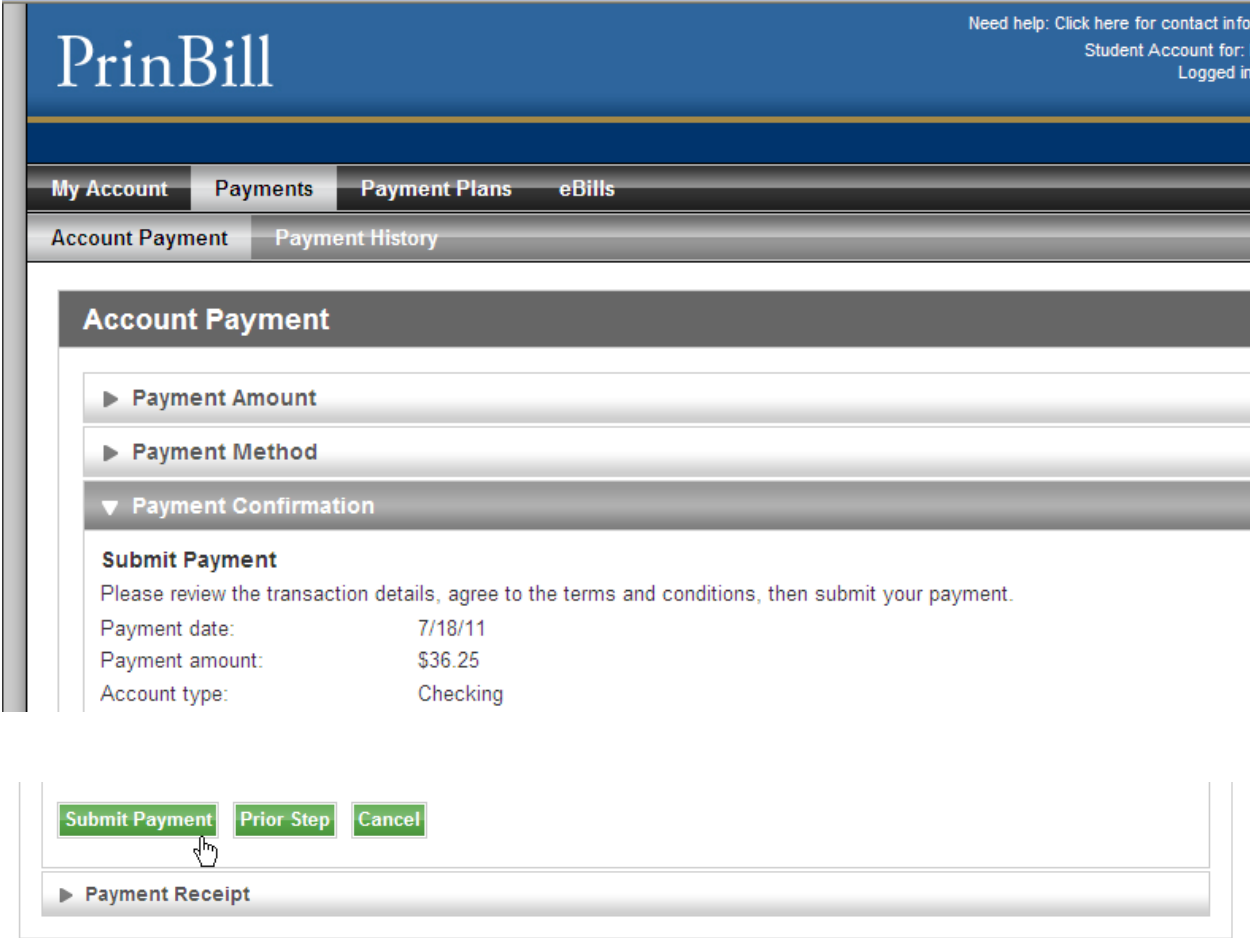 PrinBill
Need help: Click here for contact info
Student Account for:
Logged in
My Account Payments Payment Plans eBills
Account Payment Payment History
Account Payment
Payment Amount
Payment Method
Payment Confirmation
Submit Payment
Please review the transaction details, agree to the terms and conditions, then submit your payment.
Payment date: 7/18/11
Payment amount: $36.25
Account type: Checking
Submit Payment Prior Step Cancel
Payment Receipt